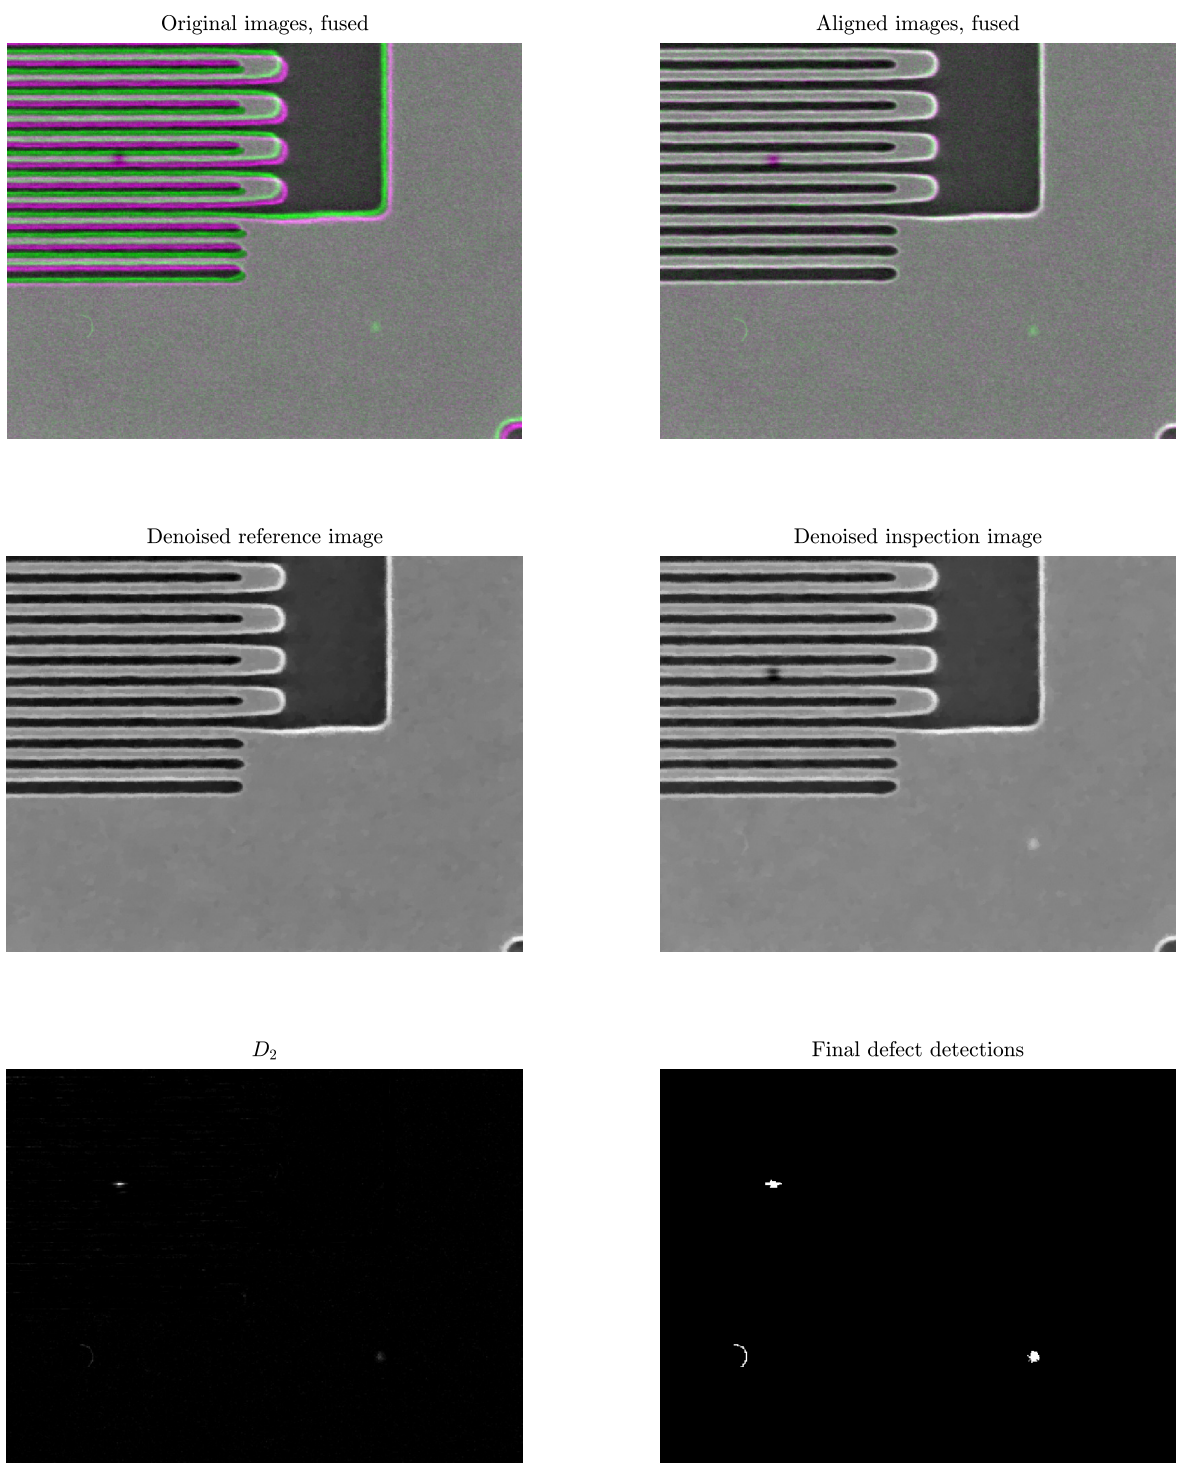 Original images, fused
Aligned images, fused
Denoised reference image
Denoised inspection image
D₂
Final defect detections